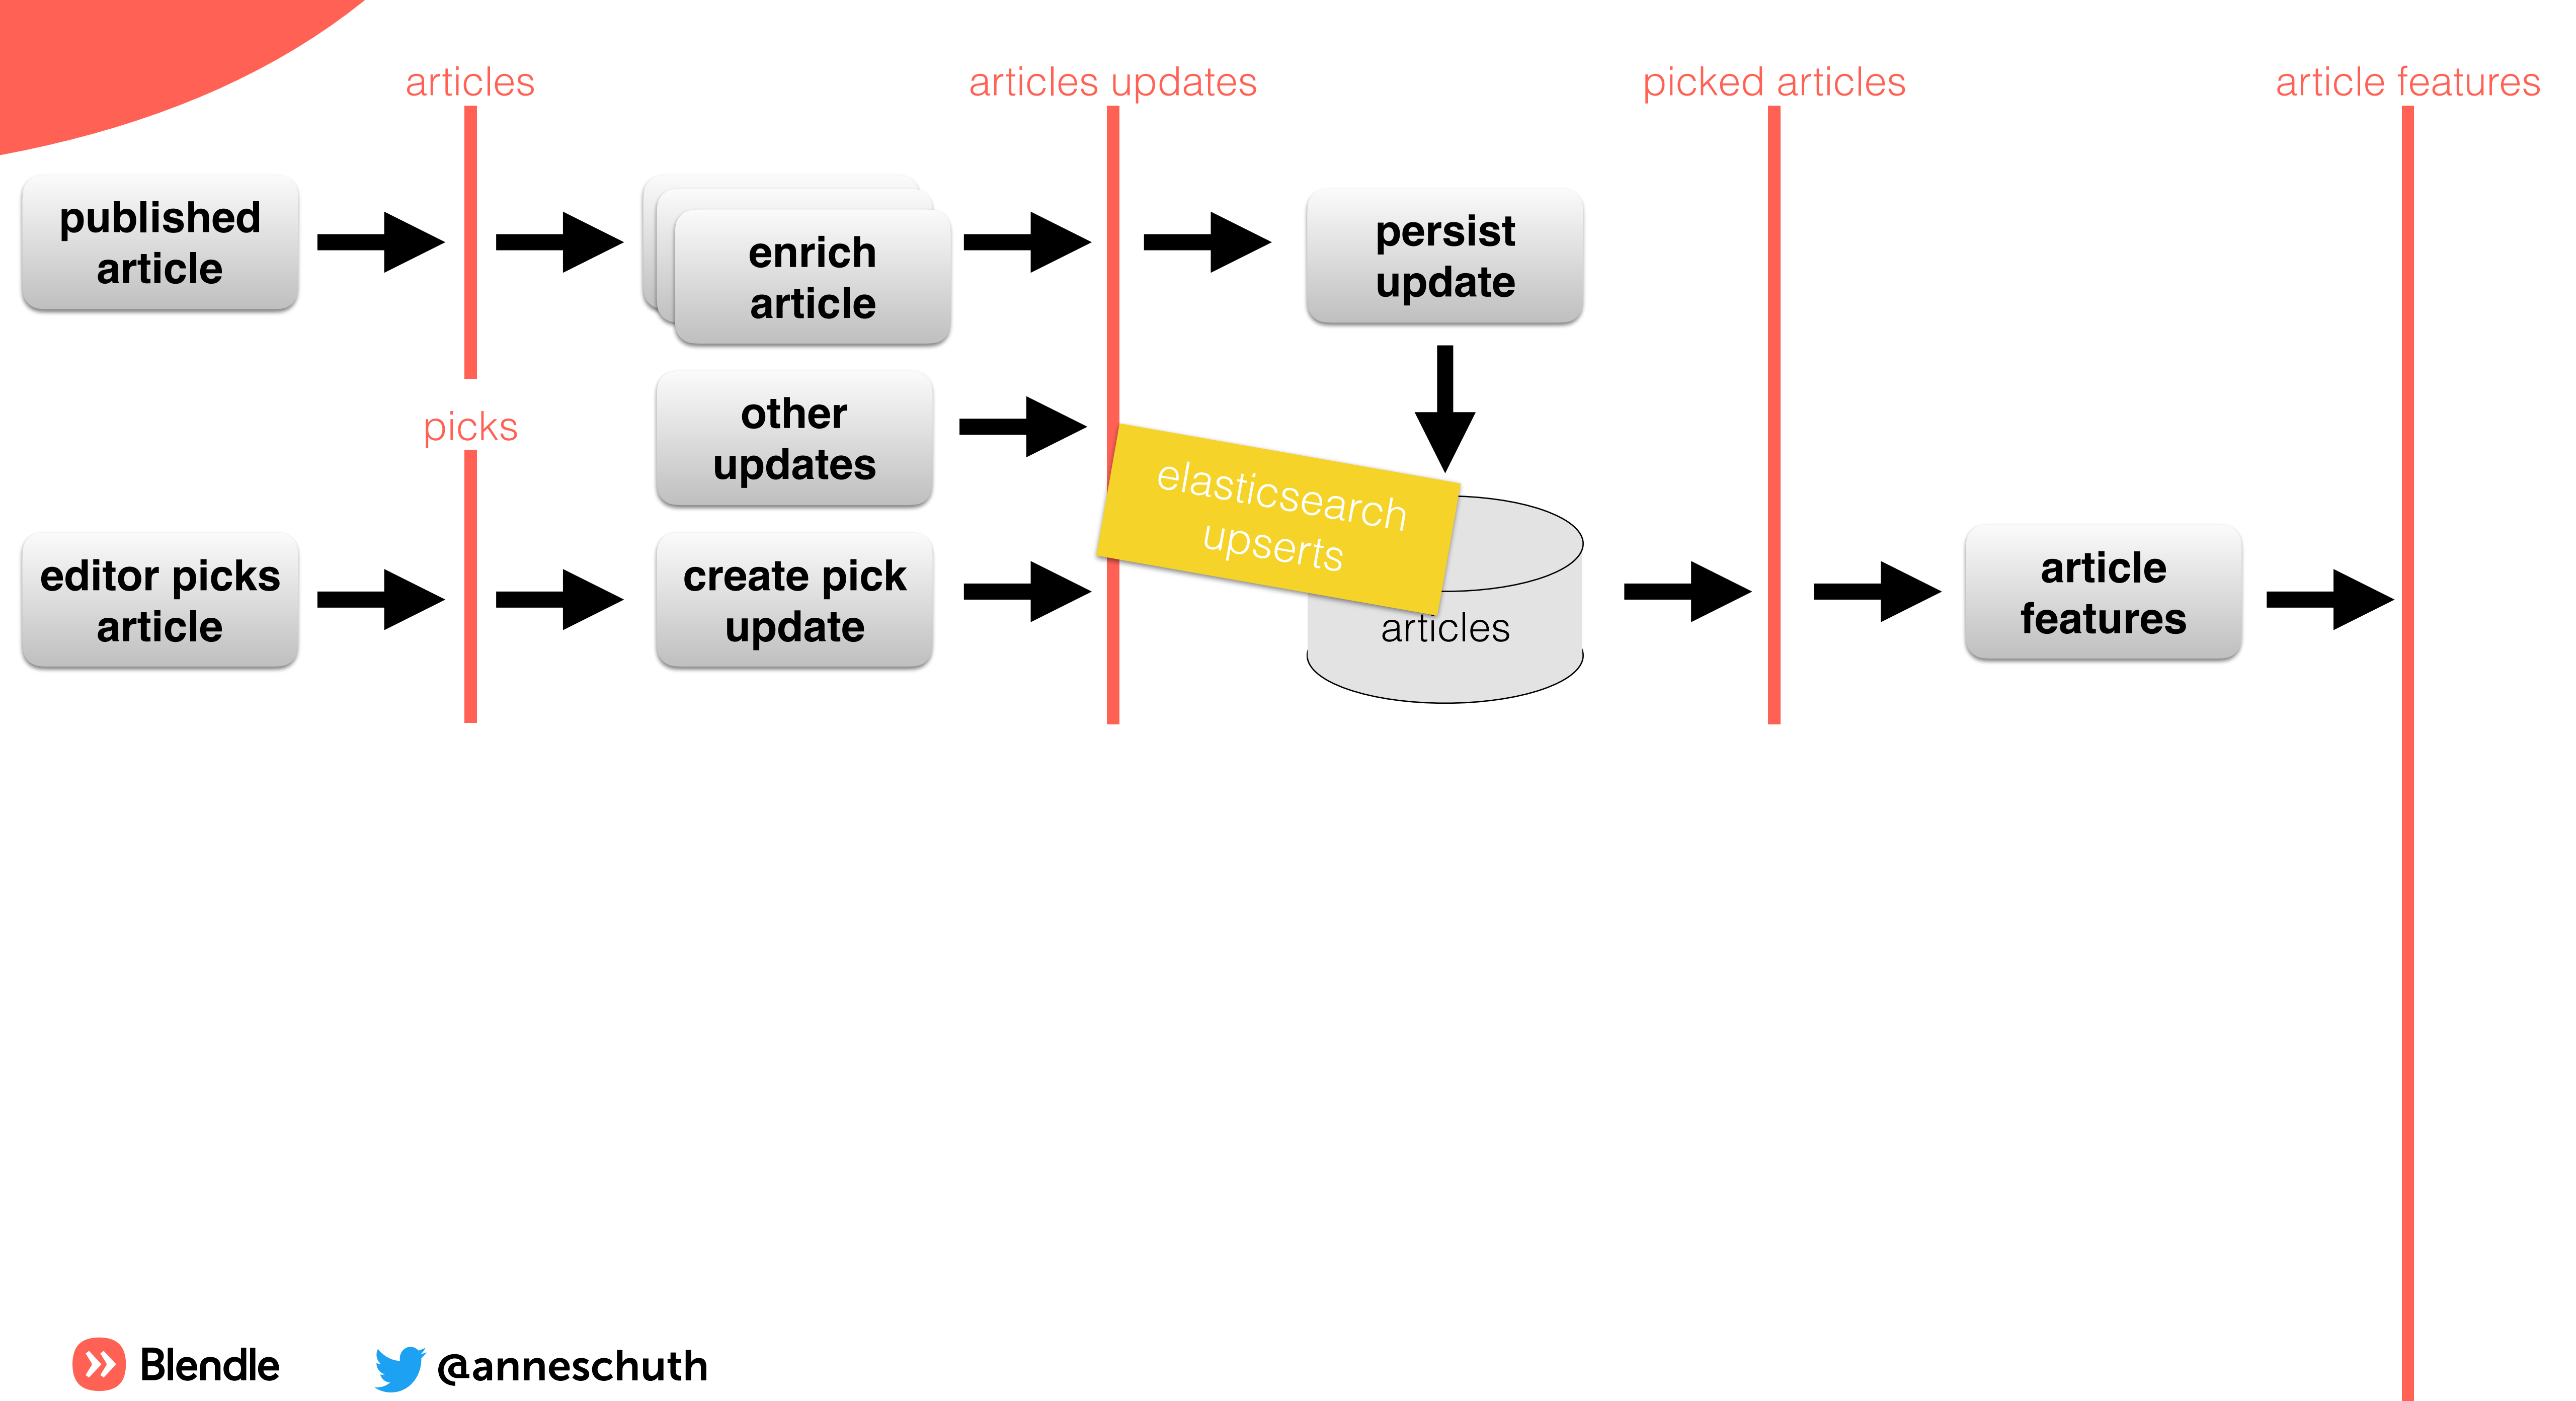 articles
articles updates
picked articles
article features
published
article
enrich
article
persist
update
other
updates
picks
elasticsearch
upserts
editor picks
article
create pick
update
articles
article
features
Blendle
@anneschuth